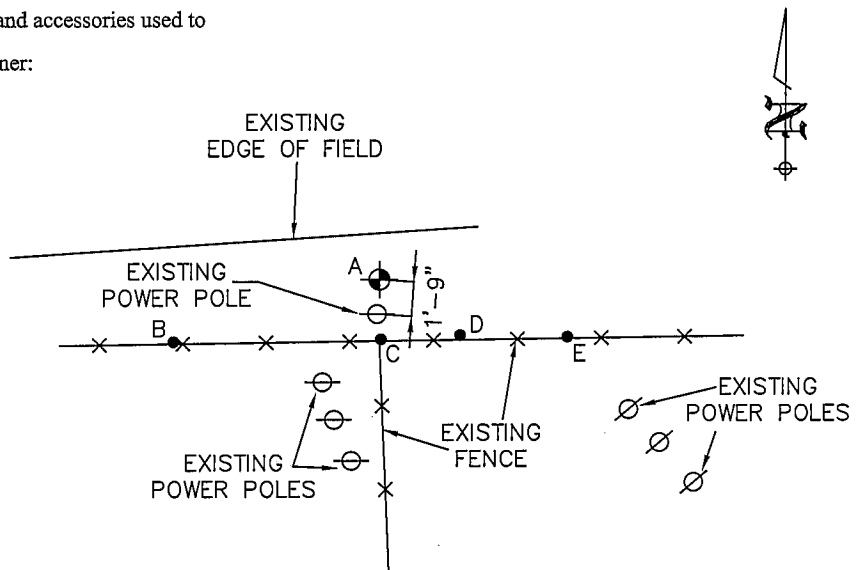 and accessories used to
ner:
EXISTING
EDGE OF FIELD
N
A
EXISTING
POWER POLE
1'-9"
B
C
D
E
EXISTING
POWER POLES
EXISTING
FENCE
EXISTING
POWER POLES